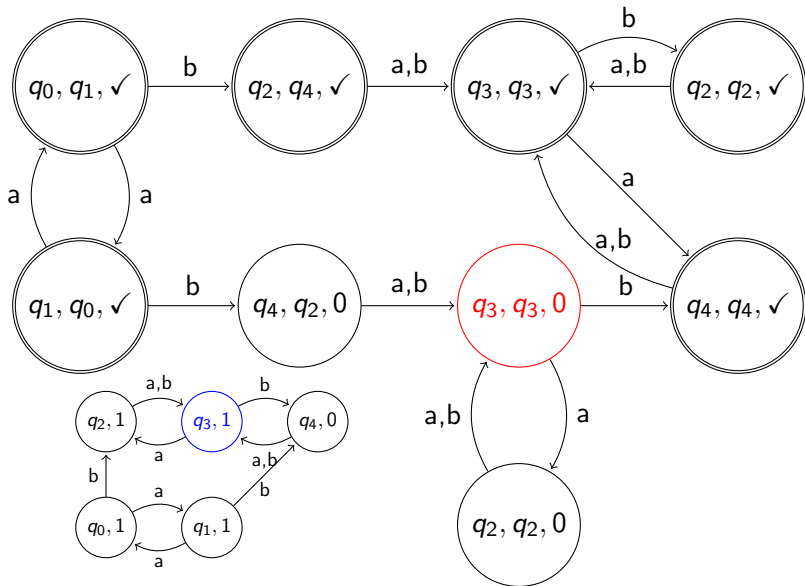 b
q0, q1, ✓
b
q2, q4, ✓
a,b
q3, q3, ✓
a,b
q2, q2, ✓
a
a
a
a,b
q1, q0, ✓
b
q4, q2, 0
a,b
q3, q3, 0
b
q4, q4, ✓
a,b
b
q2, 1
q3, 1
q4, 0
a
a,b
a
a,b
b
b
a
q0, 1
q1, 1
a
q2, q2, 0